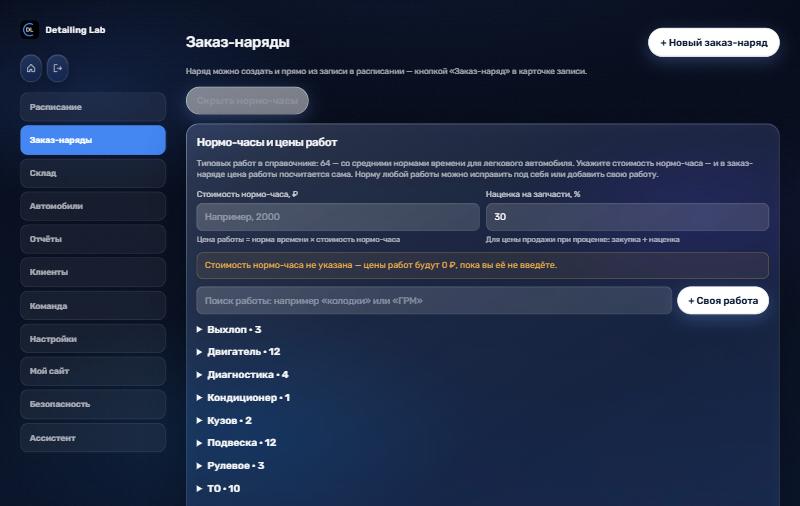 DL Detailing Lab
Заказ-наряды
+ Новый заказ-наряд
Наряд можно создать и прямо из записи в расписании — кнопкой «Заказ-наряд» в карточке записи.
Скрыть нормо-часы
Расписание
Заказ-наряды
Склад
Автомобили
Отчёты
Клиенты
Команда
Настройки
Мой сайт
Безопасность
Ассистент
Нормо-часы и цены работ
Типовых работ в справочнике: 64 — со средними нормами времени для легкового автомобиля. Укажите стоимость нормо-часа — и в заказ-
наряде цена работы посчитается сама. Норму любой работы можно исправить под себя или добавить свою работу.
Стоимость нормо-часа, ₽
Наценка на запчасти, %
Например, 2000
30
Цена работы = норма времени × стоимость нормо-часа
Для цены продажи при проценке: закупка + наценка
Стоимость нормо-часа не указана — цены работ будут 0 ₽, пока вы её не введёте.
Поиск работы: например «колодки» или «ГРМ»
+ Своя работа
Выхлоп • 3
Двигатель • 12
Диагностика • 4
Кондиционер • 1
Кузов • 2
Подвеска • 12
Рулевое • 3
ТО • 10